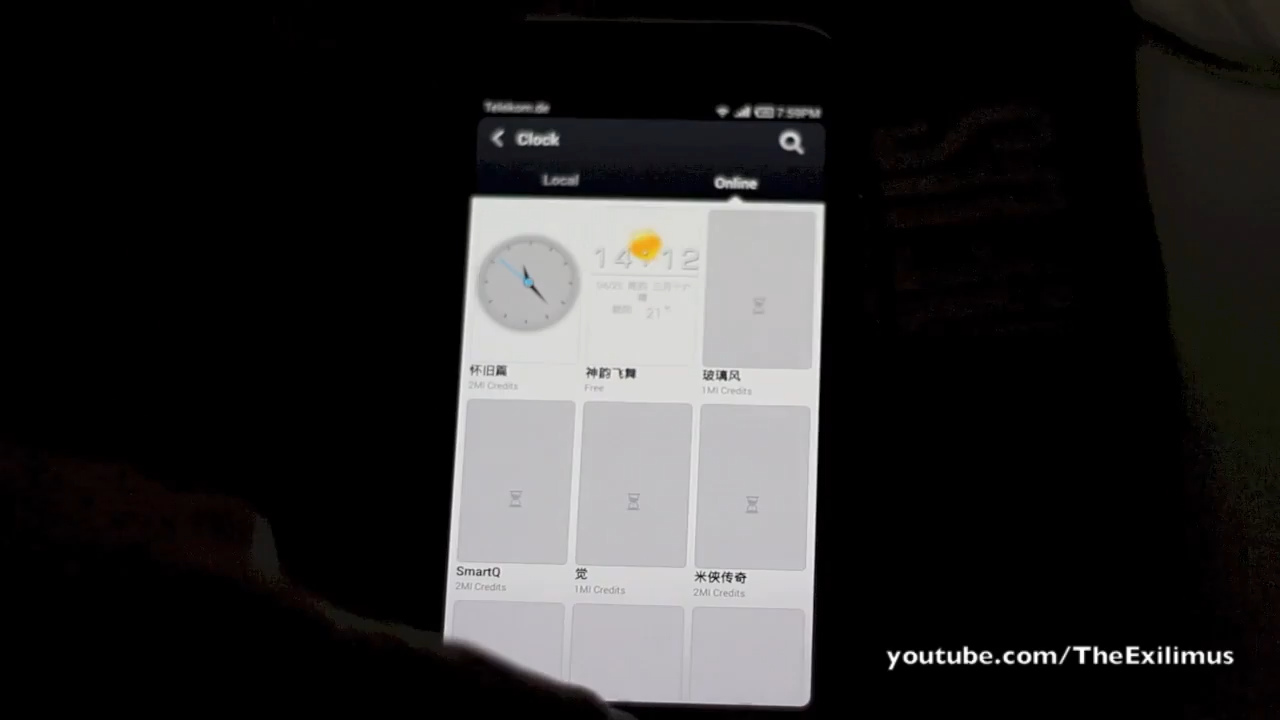 Telekom.de 7:59PM
Clock
Local Online
14:12
21°
怀旧篇 神韵飞舞 玻璃风
2MI Credits Free 1MI Credits
SmartQ 觉 米侠传奇
2MI Credits 1MI Credits 2MI Credits
youtube.com/TheExilimus